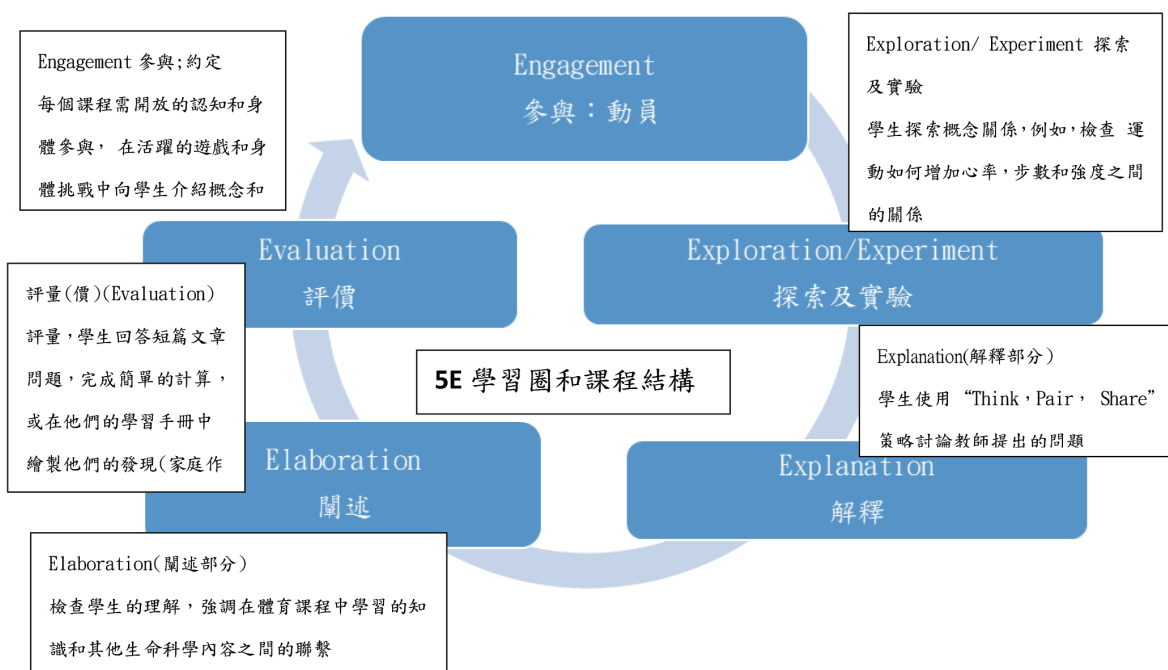 Engagement
參與：動員
Engagement 參與;約定
每個課程需開放的認知和身
體參與， 在活躍的遊戲和身
體挑戰中向學生介紹概念和
Exploration/ Experiment 探索
及實驗
學生探索概念關係，例如，檢查 運
動如何增加心率，步數和強度之間
的關係
Evaluation
評價
Exploration/Experiment
探索及實驗
評量(價)(Evaluation)
評量，學生回答短篇文章
問題，完成簡單的計算，
或在他們的學習手冊中
繪製他們的發現(家庭作
5E 學習圈和課程結構
Explanation(解釋部分）
學生使用 “Think，Pair， Share”
策略討論教師提出的問題
Elaboration
闡述
Explanation
解釋
Elaboration(闡述部分）
檢查學生的理解，強調在體育課程中學習的知
識和其他生命科學內容之間的聯繫